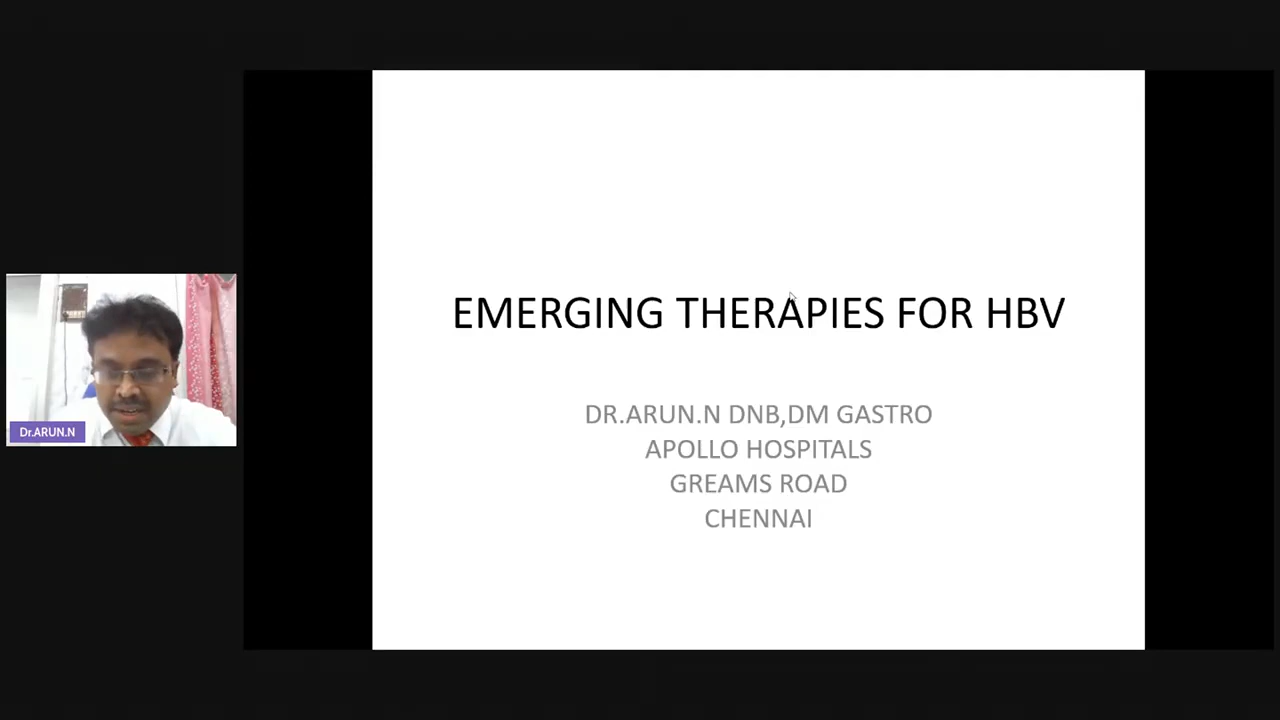 EMERGING THERAPIES FOR HBV
DR.ARUN.N DNB,DM GASTRO
APOLLO HOSPITALS
GREAMS ROAD
CHENNAI
Dr.ARUN.N